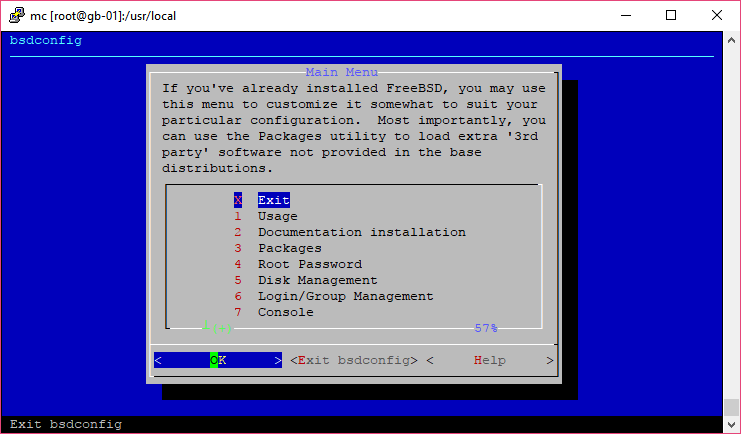 mc [root@gb-01]:/usr/local
bsdconfig
Main Menu
If you've already installed FreeBSD, you may use
this menu to customize it somewhat to suit your
particular configuration.  Most importantly, you
can use the Packages utility to load extra '3rd
party' software not provided in the base
distributions.
X Exit
1 Usage
2 Documentation installation
3 Packages
4 Root Password
5 Disk Management
6 Login/Group Management
7 Console
57%
< OK > <Exit bsdconfig> < Help >
Exit bsdconfig